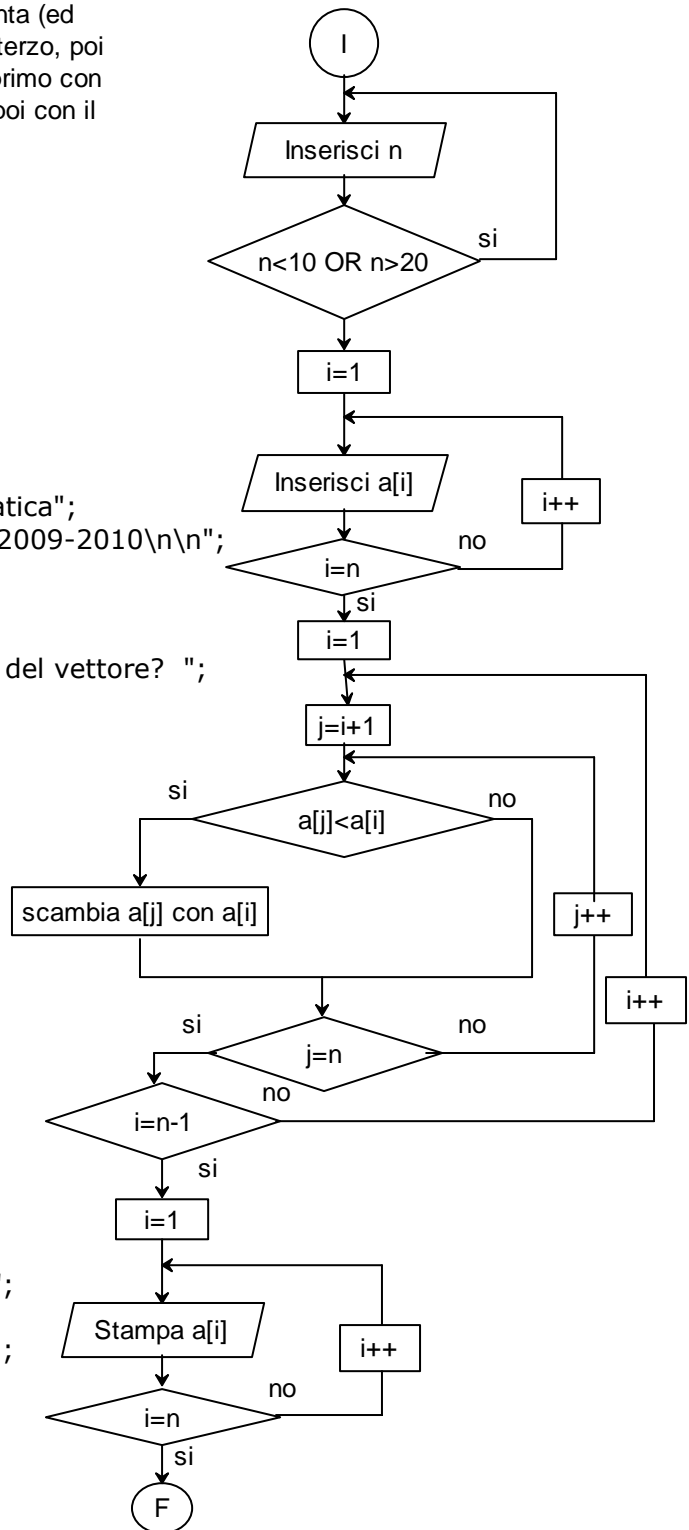 nta (ed
terzo, poi
primo con
poi con il
I
Inserisci n
si
n<10 OR n>20
i=1
Inserisci a[i]
i++
atica";
2009-2010\n\n";
no
i=n
si
i=1
del vettore?  ";
j=i+1
si
no
a[j]<a[i]
scambia a[j] con a[i]
j++
i++
si
no
j=n
no
i=n-1
si
i=1
";
Stampa a[i]
i++
;
no
i=n
si
F